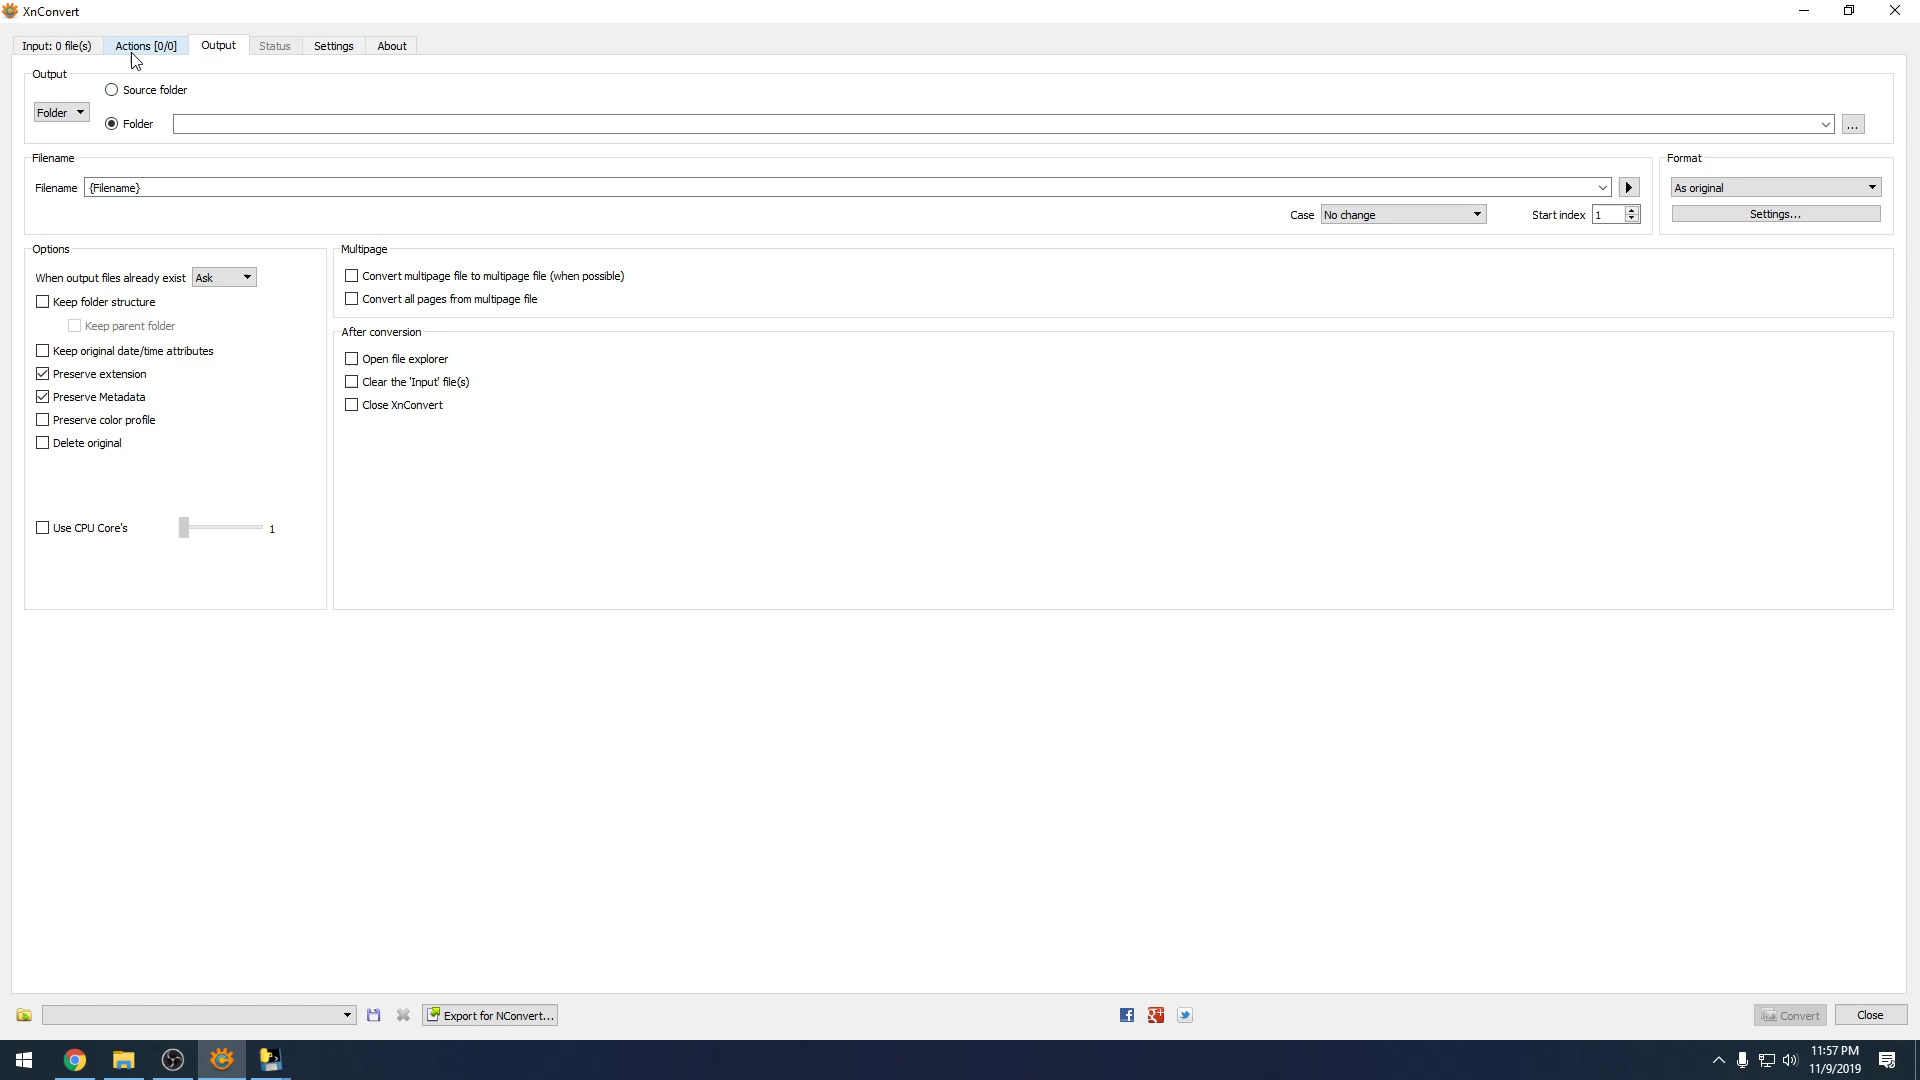 XnConvert
Input: 0 file(s) Actions [0/0] Output Status Settings About
Output
Source folder
Folder
Folder
...
Filename
Format
Filename {Filename}
As original
Case No change Start index 1
Settings...
Options
Multipage
When output files already exist Ask
Convert multipage file to multipage file (when possible)
Keep folder structure
Convert all pages from multipage file
Keep parent folder
After conversion
Keep original date/time attributes
Open file explorer
Preserve extension
Clear the 'Input' file(s)
Preserve Metadata
Close XnConvert
Preserve color profile
Delete original
Use CPU Core's 1
Export for NConvert...
Convert
Close
11:57 PM
11/9/2019